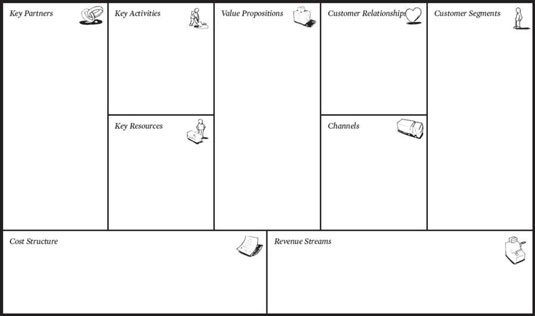 Key Partners
Key Activities
Value Propositions
Customer Relationships
Customer Segments
Key Resources
Channels
Cost Structure
Revenue Streams